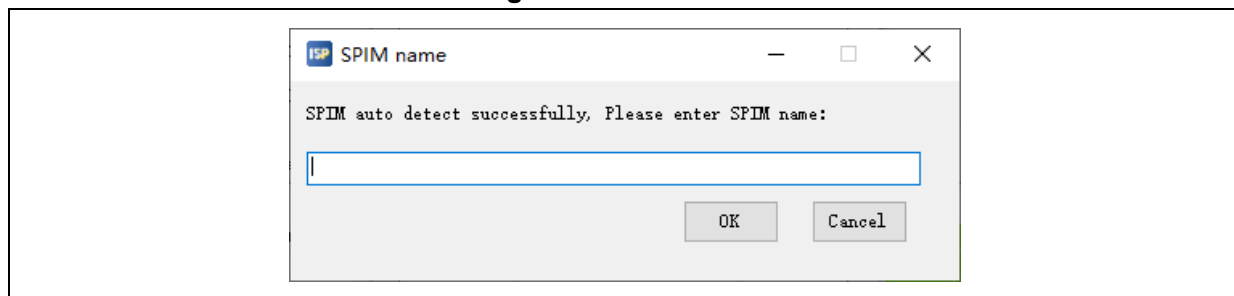 ISP SPIM name
SPIM auto detect successfully, Please enter SPIM name:
OK Cancel